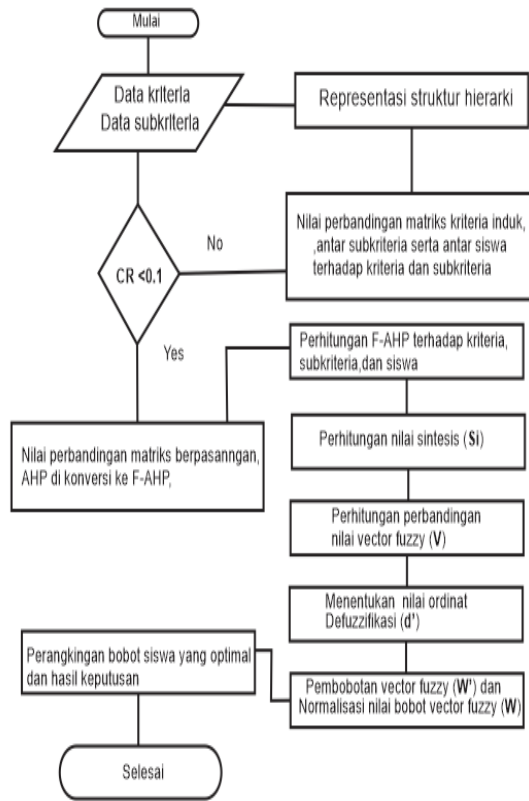 Mulai
Data kriteria
Data subkriteria
Representasi struktur hierarki
Nilai perbandingan matriks kriteria induk,
,antar subkriteria serta antar siswa
terhadap kriteria dan subkriteria
No
CR <0.1
Yes
Perhitungan F-AHP terhadap kriteria,
subkriteria,dan siswa
Nilai perbandingan matriks berpasanngan,
AHP di konversi ke F-AHP,
Perhitungan nilai sintesis (Si)
Perhitungan perbandingan
nilai vector fuzzy (V)
Menentukan nilai ordinat
Defuzzifikasi (d')
Pembobotan vector fuzzy (W') dan
Normalisasi nilai bobot vector fuzzy (W)
Perangkingan bobot siswa yang optimal
dan hasil keputusan
Selesai